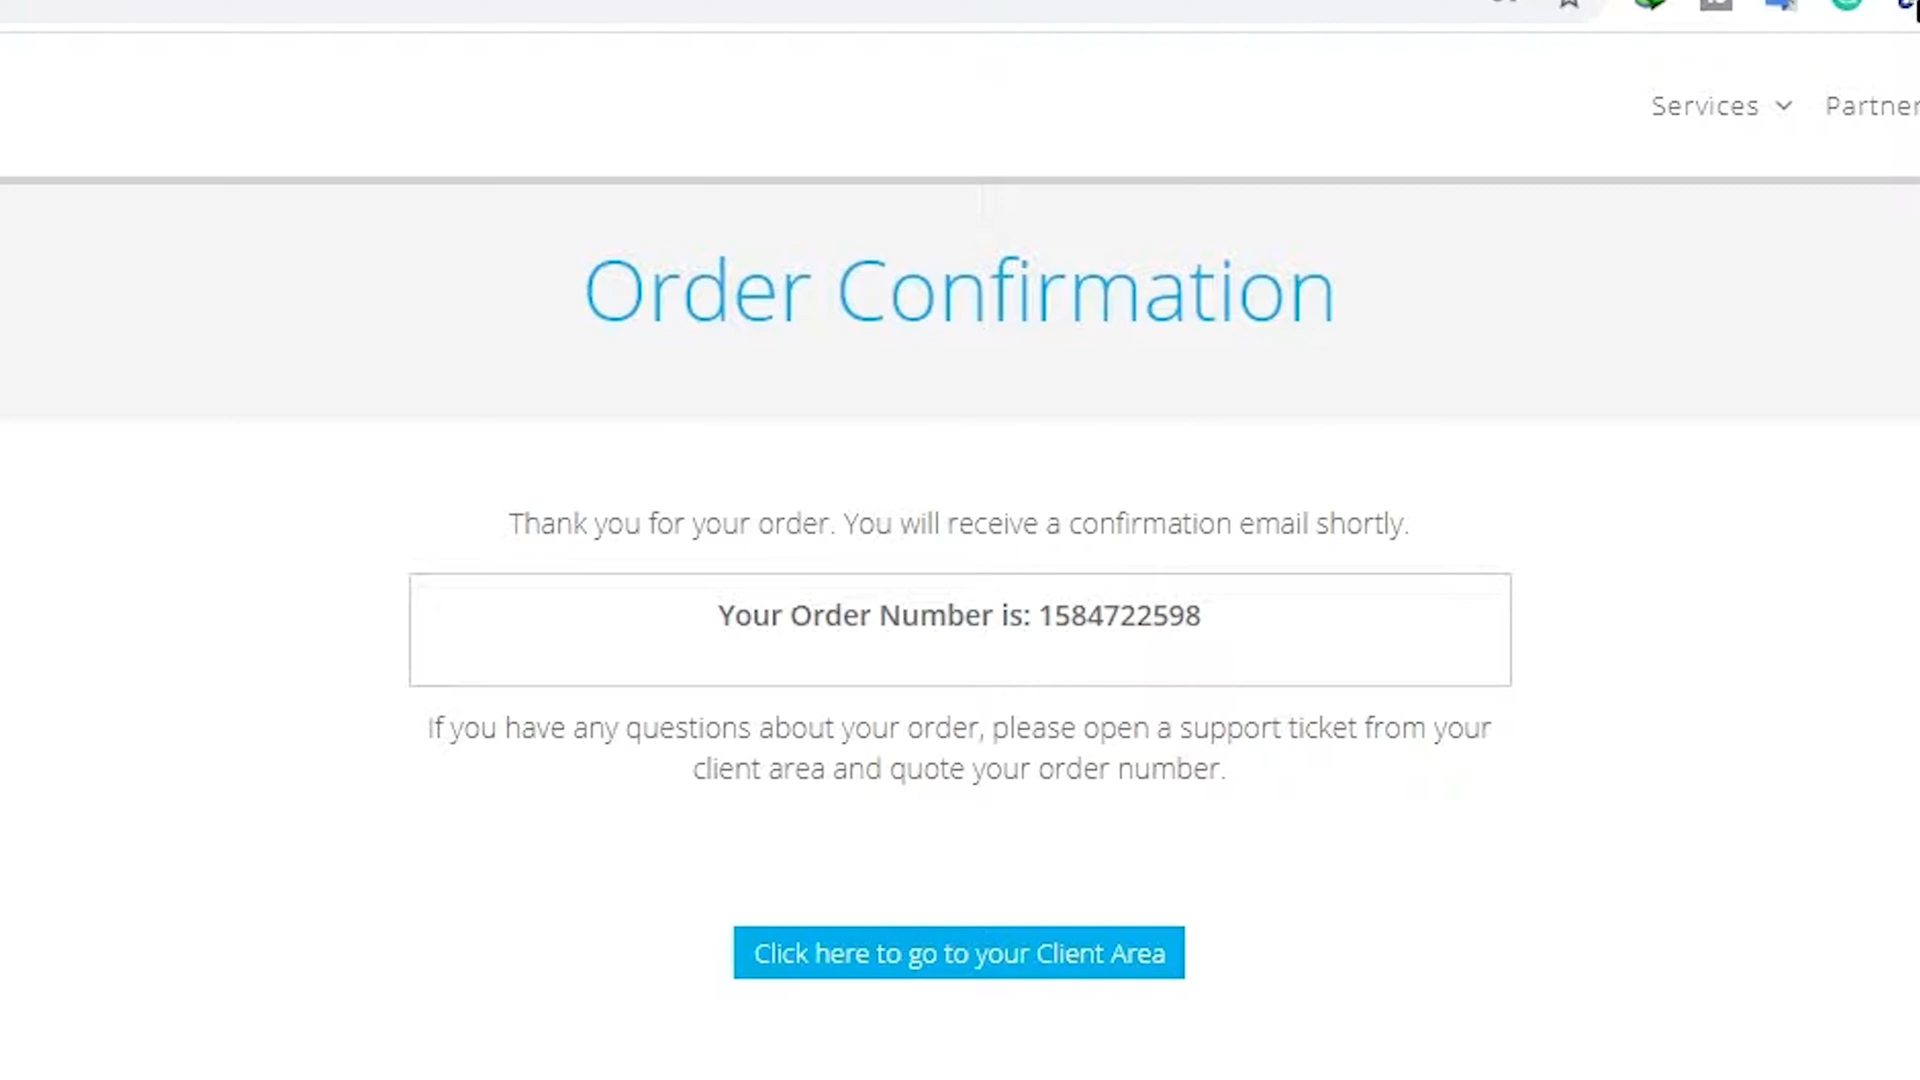 Services
Partner
Order Confirmation
Thank you for your order. You will receive a confirmation email shortly.
Your Order Number is: 1584722598
If you have any questions about your order, please open a support ticket from your
client area and quote your order number.
Click here to go to your Client Area